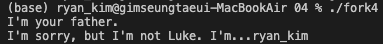 (base) ryan_kim@gimseungtaeui-MacBookAir 04 % ./fork4
I'm your father.
I'm sorry, but I'm not Luke. I'm...ryan_kim